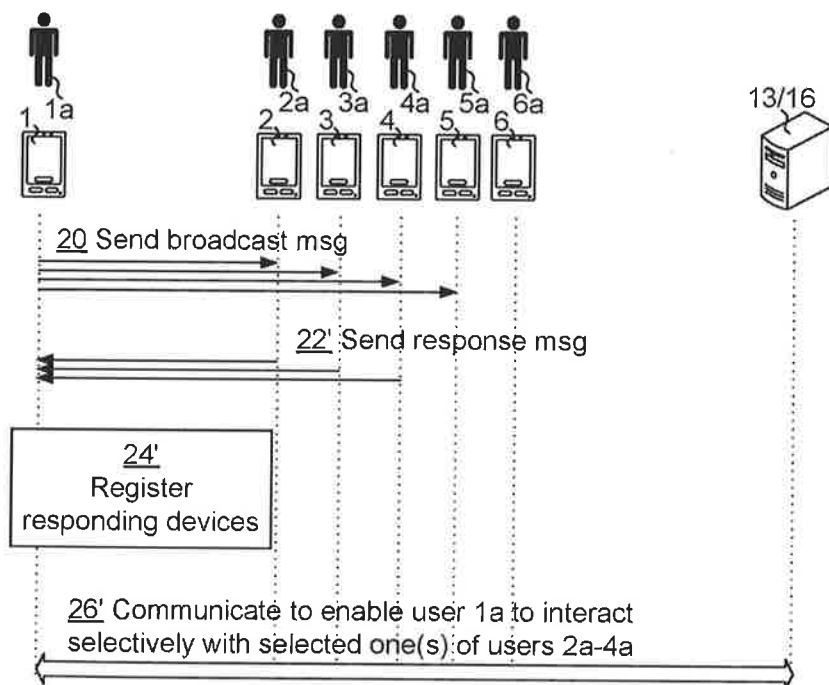 1a
2a 3a 4a 5a 6a
13/16
1 2 3 4 5 6
20 Send broadcast msg
22' Send response msg
24'
Register
responding devices
26' Communicate to enable user 1a to interact
selectively with selected one(s) of users 2a-4a